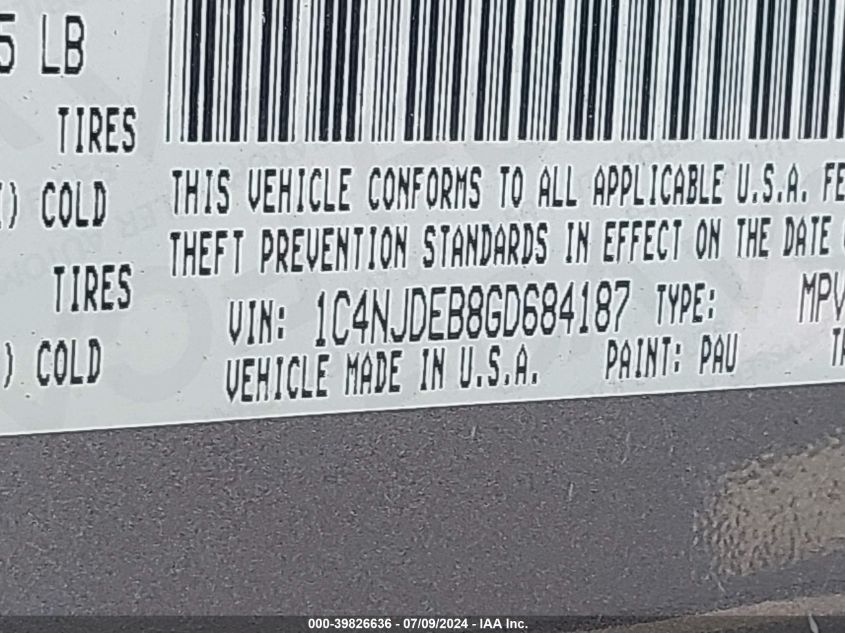 5 LB
TIRES
) COLD
TIRES
) COLD
THIS VEHICLE CONFORMS TO ALL APPLICABLE U.S.A. FE
THEFT PREVENTION STANDARDS IN EFFECT ON THE DATE
VIN: 1C4NJDEB8GD684187 TYPE: MPV
VEHICLE MADE IN U.S.A. PAINT: PAU
000-39826636 - 07/09/2024 - IAA Inc.